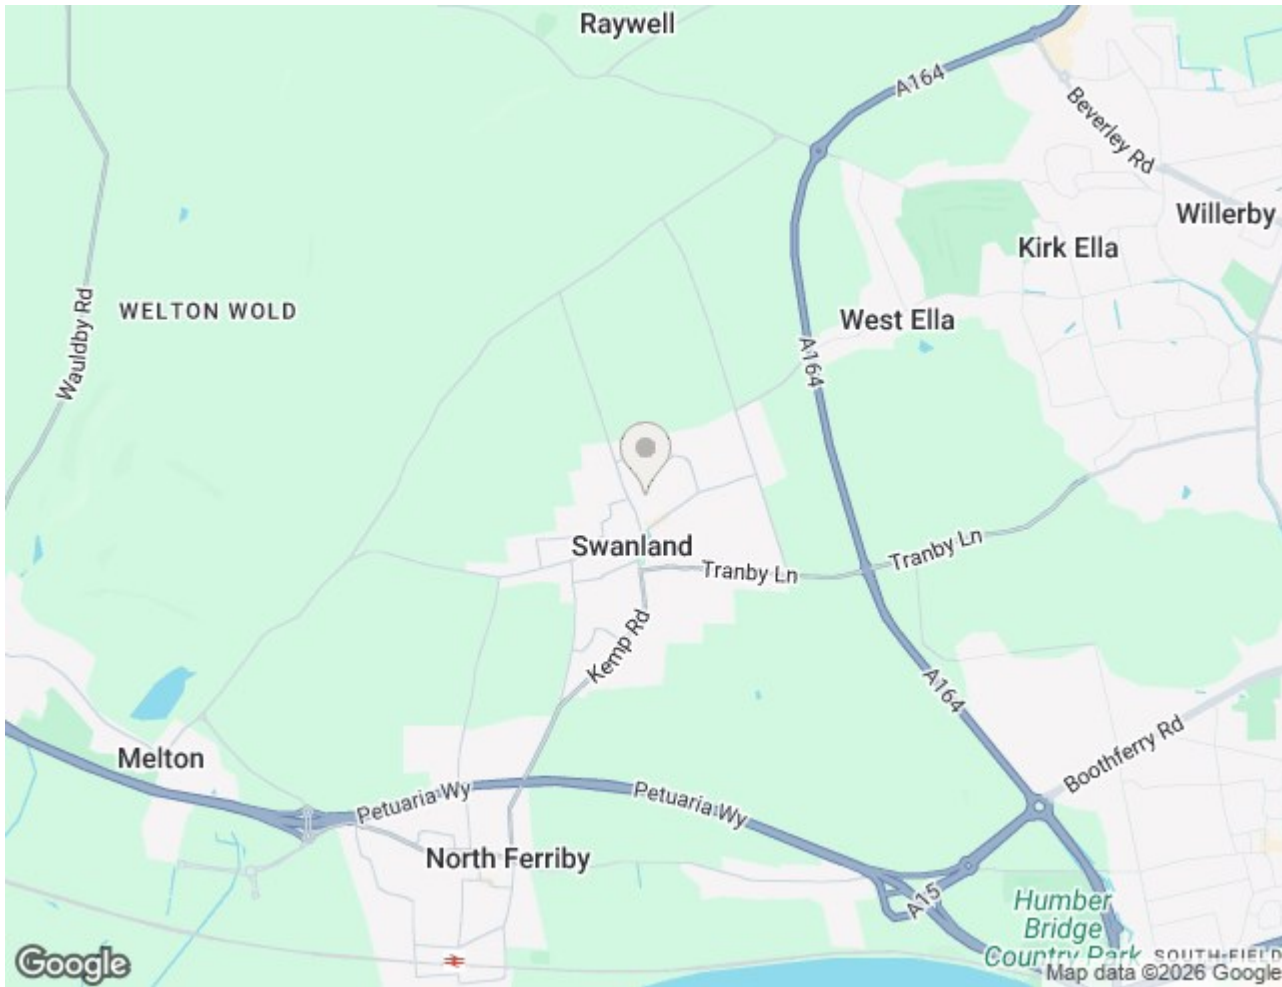 Raywell
A164
Beverley Rd
Willerby
Kirk Ella
Wauldby Rd
WELTON WOLD
West Ella
A164
Swanland
Tranby Ln
Tranby Ln
Kemp Rd
A164
Boothferry Rd
Melton
Petuaria Wy
Petuaria Wy
North Ferriby
A15
Humber
Bridge
Country Park
SOUTH FIELD
Google
Map data ©2026 Google